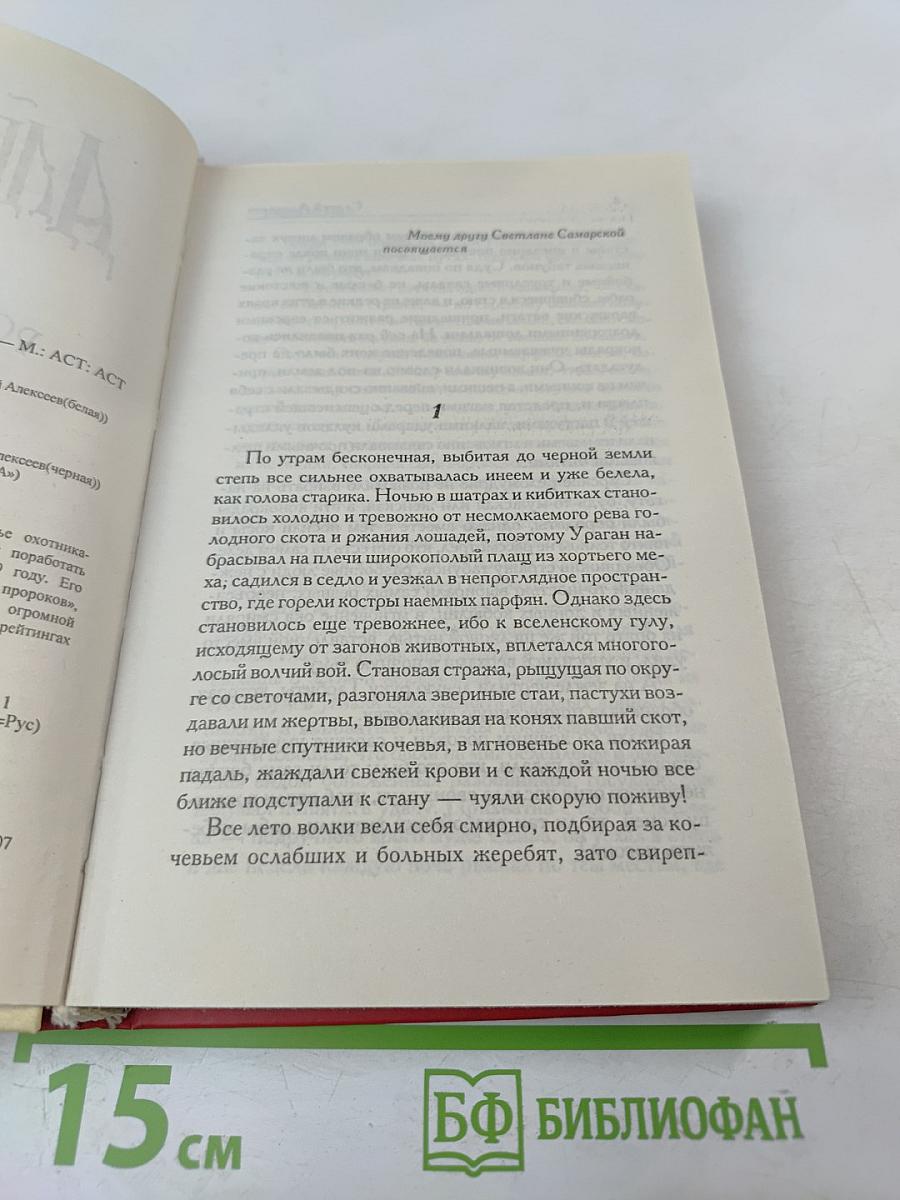 — М.: АСТ: АСТ
Алексеев(белая))
лексеев(черная))
А»)
охотника-
поработать
году. Его
пророков»,
огромной
рейтингах
1
=Рус)
07
Моему другу Светлане Самарской
посвящается
1
По утрам бесконечная, выбитая до черной земли
степь все сильнее охватывалась инеем и уже белела,
как голова старика. Ночью в шатрах и кибитках стано-
вилось холодно и тревожно от несмолкаемого рева го-
лодного скота и ржания лошадей, поэтому Ураган на-
брасывал на плечи широкополый плащ из хортьего ме-
ха, садился в седло и уезжал в непроглядное простран-
ство, где горели костры наемных парфян. Однако здесь
становилось еще тревожнее, ибо к вселенскому гулу,
исходящему от загонов животных, вплетался многого-
лосый волчий вой. Становая стража, рыщущая по окру-
ге со светочами, разгоняла звериные стаи, пастухи воз-
давали им жертвы, выволакивая на конях павший скот,
но вечные спутники кочевья, в мгновенье ока пожирая
падаль, жаждали свежей крови и с каждой ночью все
ближе подступали к стану — чуяли скорую поживу!
Все лето волки вели себя смирно, подбирая за ко-
чевьем ослабших и больных жеребят, зато свиреп-
15 см
БФ БИБЛИОФАН